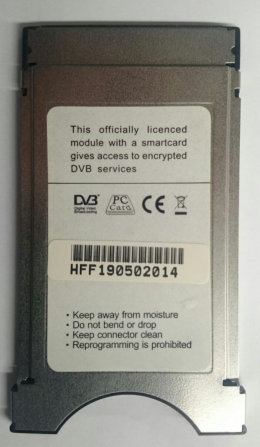 This officially licenced
module with a smartcard
gives access to encrypted
DVB services
DVB
Digital Video
Broadcasting
PC
Card
CE
HFF190502014
• Keep away from moisture
• Do not bend or drop
• Keep connector clean
• Reprogramming is prohibited